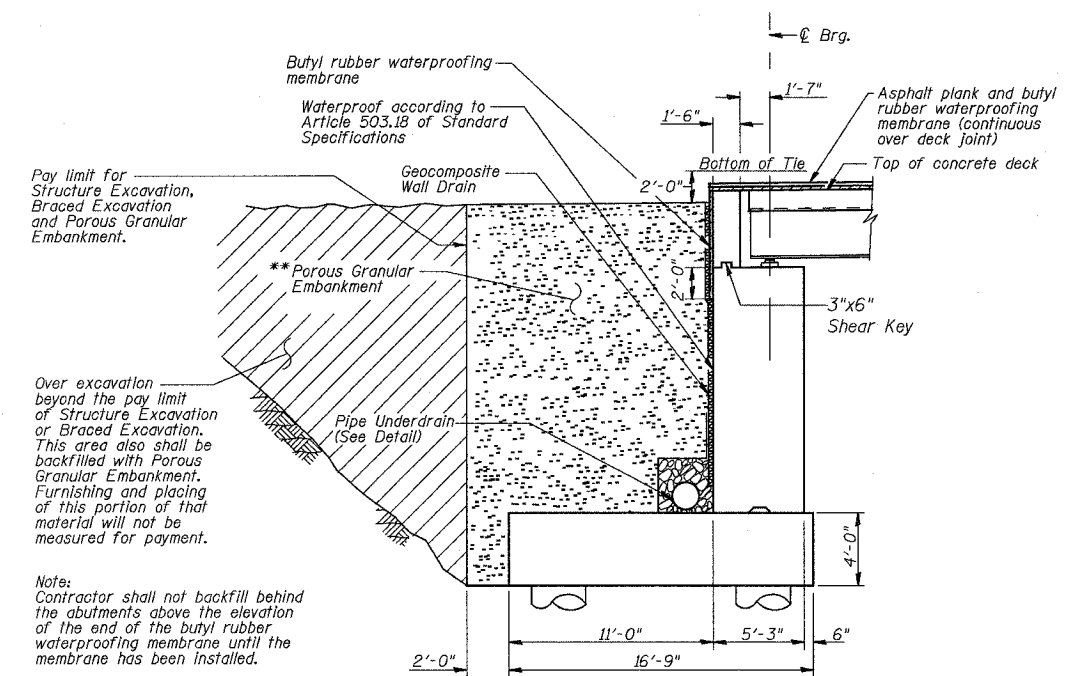 ℄ Brg.
Butyl rubber waterproofing
membrane
Waterproof according to
Article 503.18 of Standard
Specifications
1'-7"
1'-6"
Asphalt plank and butyl
rubber waterproofing
membrane (continuous
over deck joint)
Bottom of Tie
Top of concrete deck
Pay limit for
Structure Excavation,
Braced Excavation
and Porous Granular
Embankment.
Geocomposite
Wall Drain
2'-0"
**Porous Granular
Embankment
2'-0"
3"x6"
Shear Key
Over excavation
beyond the pay limit
of Structure Excavation
or Braced Excavation.
This area also shall be
backfilled with Porous
Granular Embankment.
Furnishing and placing
of this portion of that
material will not be
measured for payment.
Pipe Underdrain
(See Detail)
4'-0"
Note:
Contractor shall not backfill behind
the abutments above the elevation
of the end of the butyl rubber
waterproofing membrane until the
membrane has been installed.
11'-0"
5'-3"
6"
2'-0"
16'-9"